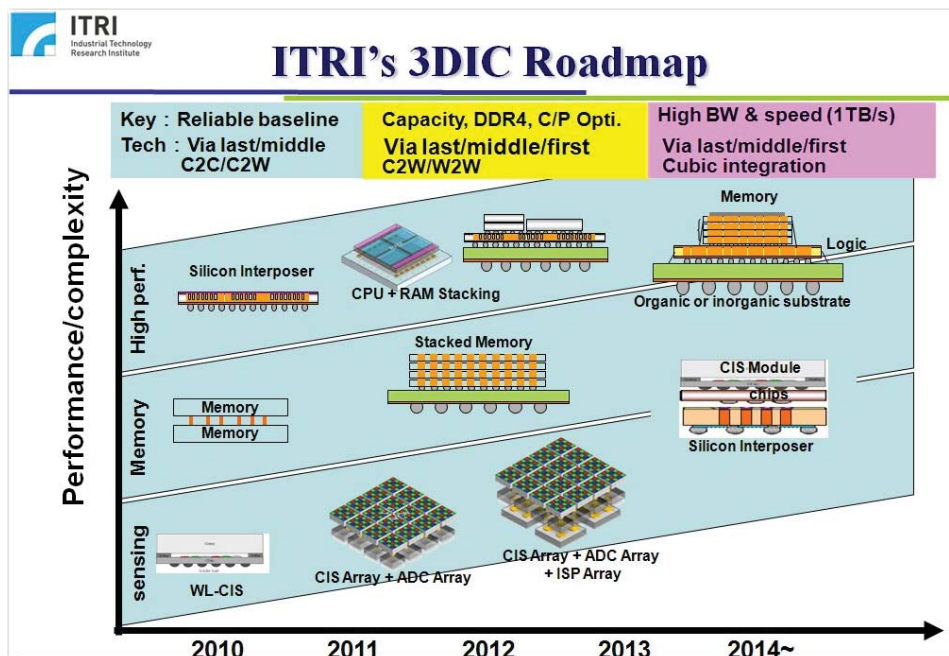 ITRI
Industrial Technology
Research Institute
ITRI's 3DIC Roadmap
Key : Reliable baseline
Tech : Via last/middle
C2C/C2W
Capacity, DDR4, C/P Opti.
Via last/middle/first
C2W/W2W
High BW & speed (1TB/s)
Via last/middle/first
Cubic integration
Performance/complexity
High perf.
Silicon Interposer
CPU + RAM Stacking
Memory
Logic
Organic or inorganic substrate
Memory
Memory
Memory
Stacked Memory
CIS Module
chips
Silicon Interposer
sensing
WL-CIS
CIS Array + ADC Array
CIS Array + ADC Array
+ ISP Array
2010
2011
2012
2013
2014~